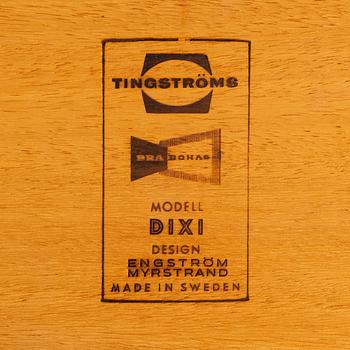 TINGSTRÖMS
BRA BOHAG
MODELL
DIXI
DESIGN
ENGSTRÖM
MYRSTRAND
MADE IN SWEDEN